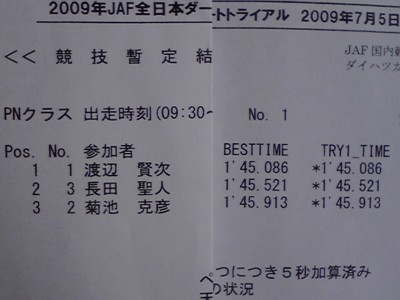 2009年JAF全日本ダートトライアル 2009年7月5日
<< 競 技 暫 定 結
JAF 国内
ダイハツカ
PNクラス 出走時刻(09:30~ No. 1
Pos. No. 参加者 BESTTIME TRY1_TIME
1 1 渡辺 賢次 1'45.086 *1'45.086
2 3 長田 聖人 1'45.521 *1'45.521
3 2 菊池 克彦 1'45.913 *1'45.913
つにつき5秒加算済み
の状況